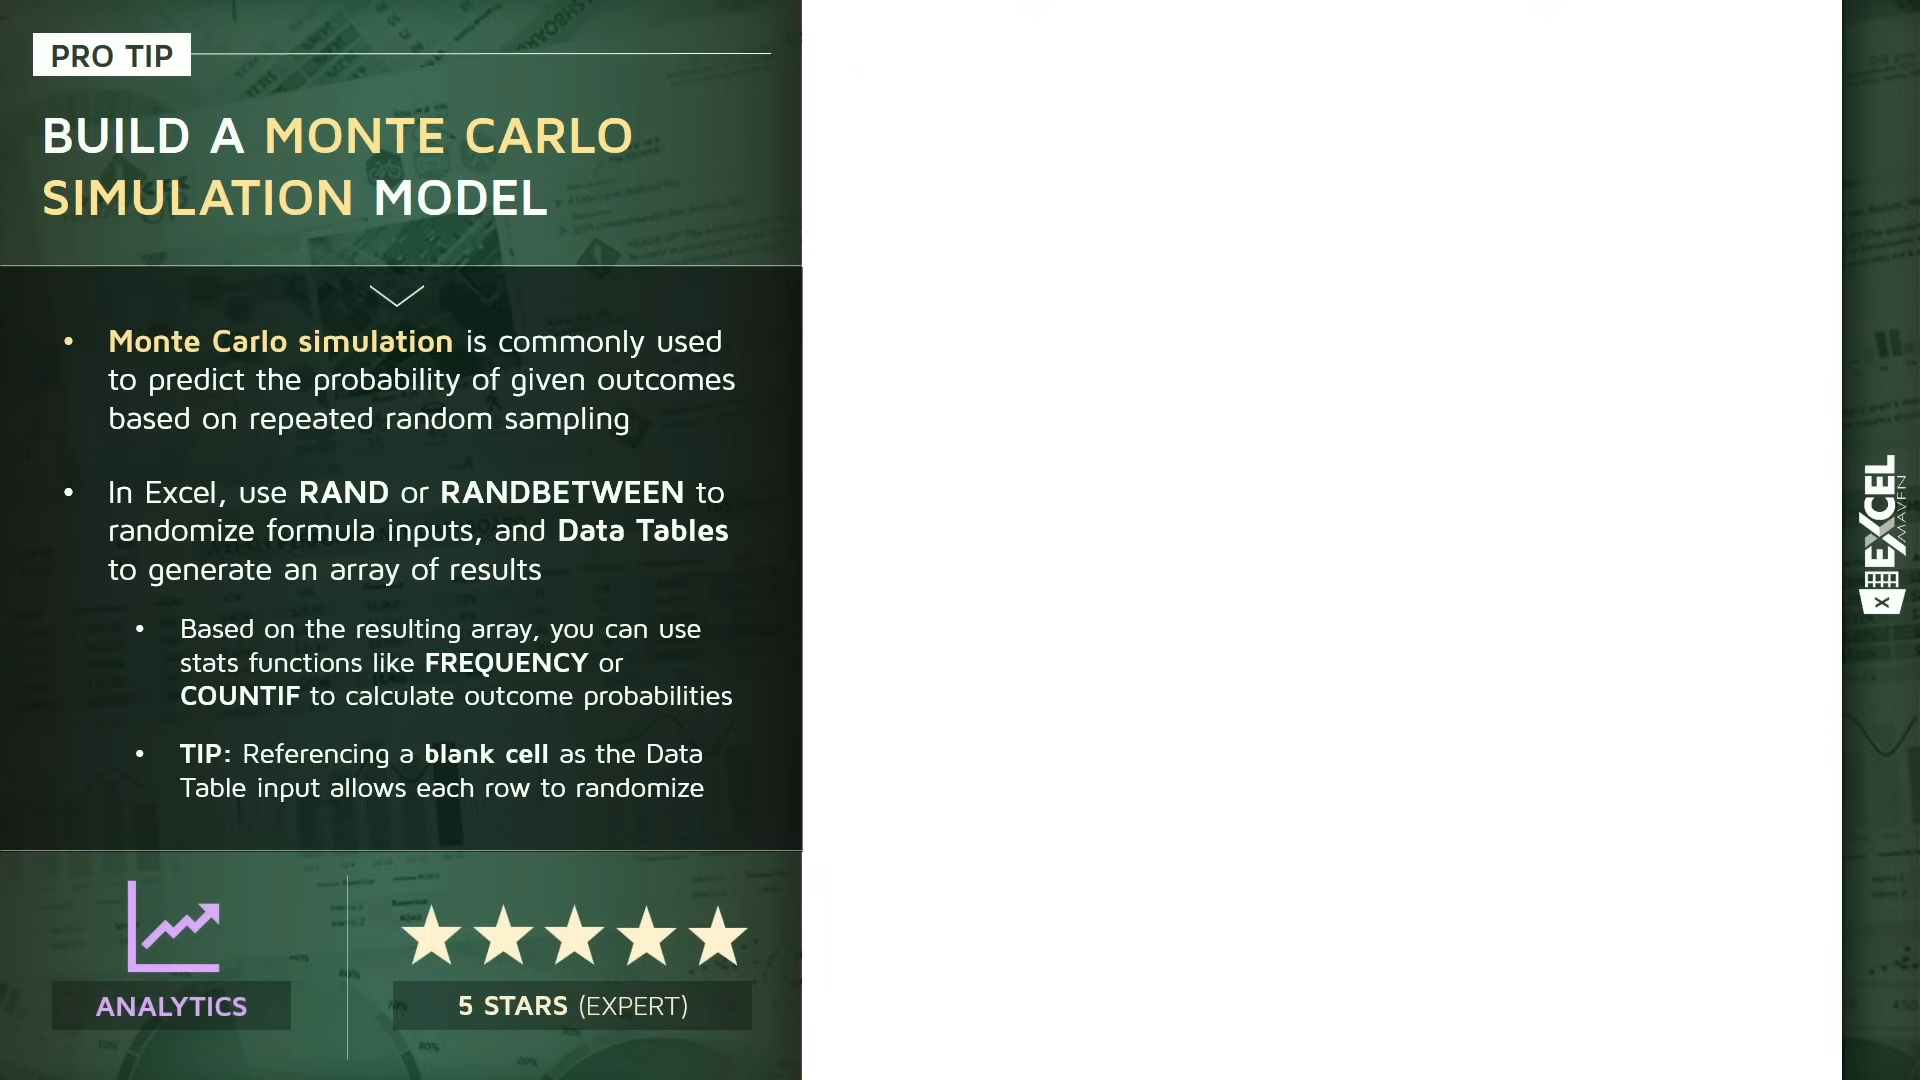 PRO TIP
BUILD A MONTE CARLO
SIMULATION MODEL
• Monte Carlo simulation is commonly used
to predict the probability of given outcomes
based on repeated random sampling
• In Excel, use RAND or RANDBETWEEN to
randomize formula inputs, and Data Tables
to generate an array of results
• Based on the resulting array, you can use
stats functions like FREQUENCY or
COUNTIF to calculate outcome probabilities
• TIP: Referencing a blank cell as the Data
Table input allows each row to randomize
ANALYTICS
5 STARS (EXPERT)
X
EXCEL
MAVEN